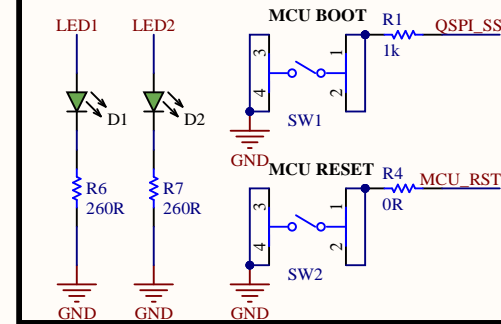 LED1 LED2
D1 D2
R6 260R
R7 260R
GND GND
MCU BOOT
R1 1k
QSPI_SS
3 4 1 2
SW1
GND
MCU RESET
R4 0R
MCU_RST
3 4 1 2
SW2
GND